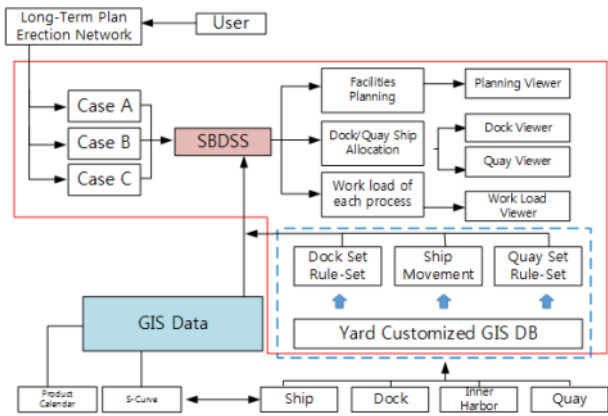 Long-Term Plan
Erection Network
User
Case A
Case B
Case C
SBDSS
Facilities
Planning
Dock/Quay Ship
Allocation
Work load of
each process
Planning Viewer
Dock Viewer
Quay Viewer
Work Load
Viewer
Dock Set
Rule-Set
Ship
Movement
Quay Set
Rule-Set
Yard Customized GIS DB
GIS Data
Product
Calender
S-Curve
Ship
Dock
Inner
Harbor
Quay